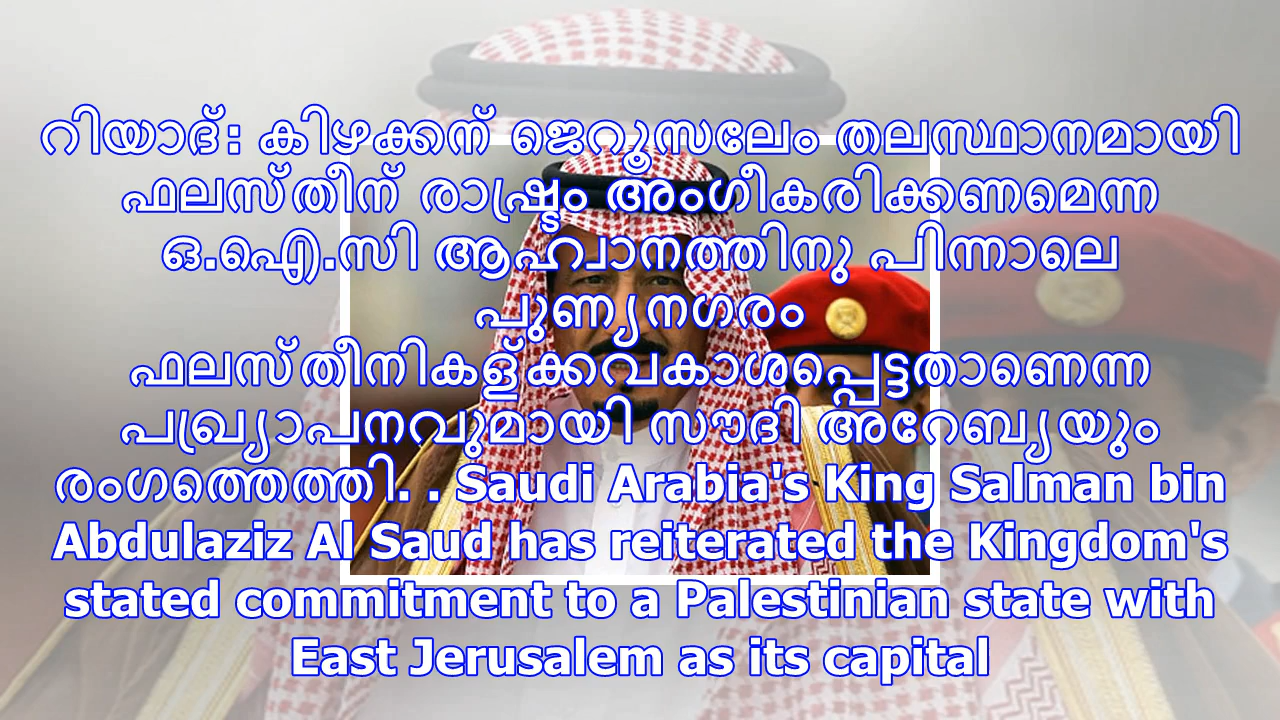 റിയാദ്: കിഴക്കന് ജെറൂസലേം തലസ്ഥാനമായി
ഫലസ്തീന് രാഷ്ട്രം അംഗീകരിക്കണമെന്ന
ഒ.ഐ.സി ആഹ്വാനത്തിനു പിന്നാലെ
പുണ്യനഗരം
ഫലസ്തീനികള്ക്കവകാശപ്പെട്ടതാണെന്ന
പഖ്ര്യാപനവുമായി സൗദി അറേബ്യയും
രംഗത്തെത്തി. . Saudi Arabia's King Salman bin
Abdulaziz Al Saud has reiterated the Kingdom's
stated commitment to a Palestinian state with
East Jerusalem as its capital